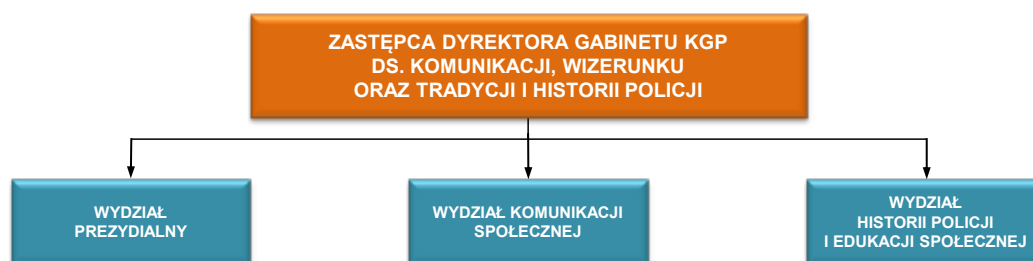 ZASTĘPCA DYREKTORA GABINETU KGP
DS. KOMUNIKACJI, WIZERUNKU
ORAZ TRADYCJI I HISTORII POLICJI
WYDZIAŁ
PREZYDIALNY
WYDZIAŁ KOMUNIKACJI
SPOŁECZNEJ
WYDZIAŁ
HISTORII POLICJI
I EDUKACJI SPOŁECZNEJ